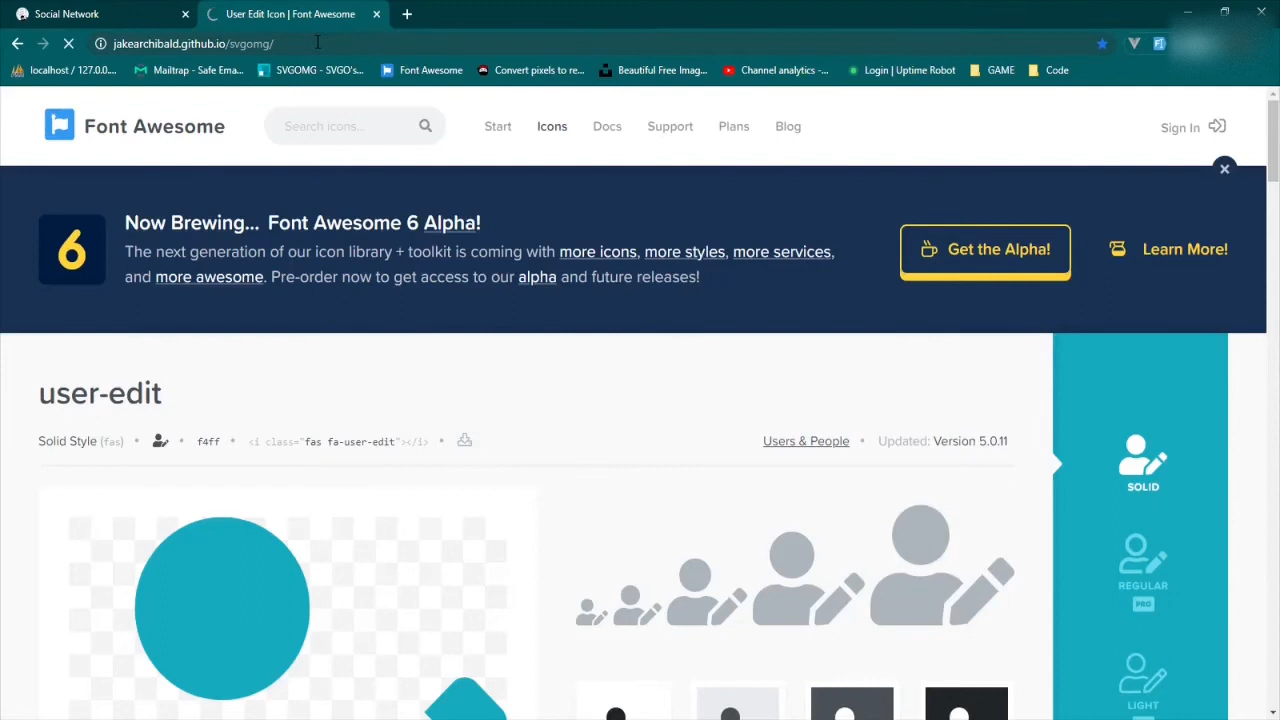 Social Network
User Edit Icon | Font Awesome
jakearchibald.github.io/svgomg/
localhost / 127.0.0....
Mailtrap - Safe Ema...
SVGOMG - SVGO's...
Font Awesome
Convert pixels to re...
Beautiful Free Imag...
Channel analytics -...
Login | Uptime Robot
GAME
Code
Font Awesome
Search icons...
Start
Icons
Docs
Support
Plans
Blog
Sign In
6
Now Brewing... Font Awesome 6 Alpha!
The next generation of our icon library + toolkit is coming with more icons, more styles, more services,
and more awesome. Pre-order now to get access to our alpha and future releases!
Get the Alpha!
Learn More!
user-edit
Solid Style (fas) • • f4ff • <i class="fas fa-user-edit"></i> •
Users & People • Updated: Version 5.0.11
SOLID
REGULAR
PRO
LIGHT